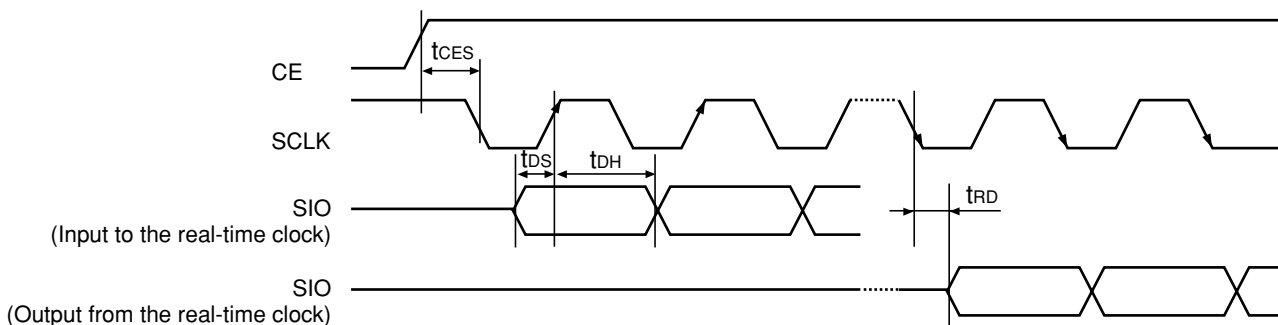 CE
tCES
SCLK
tDS
tDH
SIO
(Input to the real-time clock)
tRD
SIO
(Output from the real-time clock)